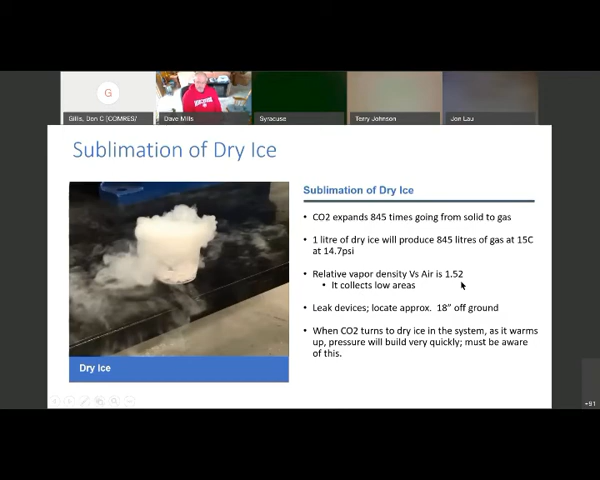 G
Gillis, Don C [COMRES/
Dave Mills
Syracuse
Terry Johnson
Jon Lau
Sublimation of Dry Ice
Dry Ice
Sublimation of Dry Ice
• CO2 expands 845 times going from solid to gas
• 1 litre of dry ice will produce 845 litres of gas at 15C
at 14.7psi
• Relative vapor density Vs Air is 1.52
• It collects low areas
• Leak devices; locate approx. 18" off ground
• When CO2 turns to dry ice in the system, as it warms
up, pressure will build very quickly; must be aware
of this.
+91